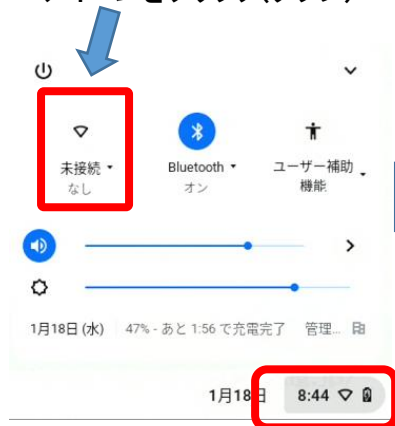 未接続
なし
Bluetooth
オン
ユーザー補助
機能
1月18日 (水) 47% - あと 1:56 で充電完了 管理...
1月18日 8:44